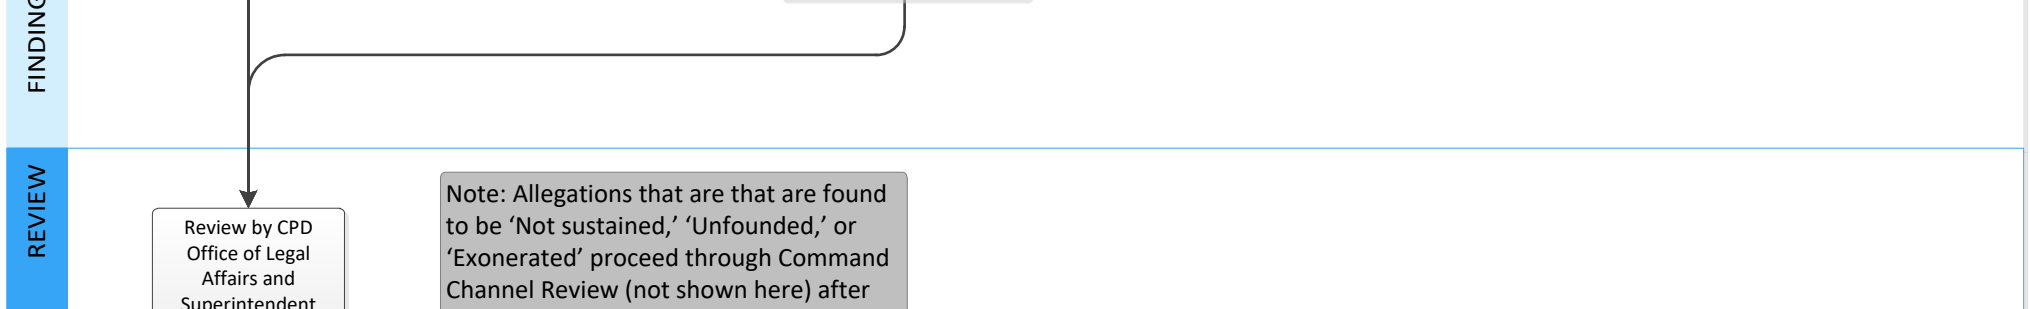 FINDING
REVIEW
Review by CPD
Office of Legal
Affairs and
Superintendent
Note: Allegations that are that are found
to be ‘Not sustained,’ ‘Unfounded,’ or
‘Exonerated’ proceed through Command
Channel Review (not shown here) after